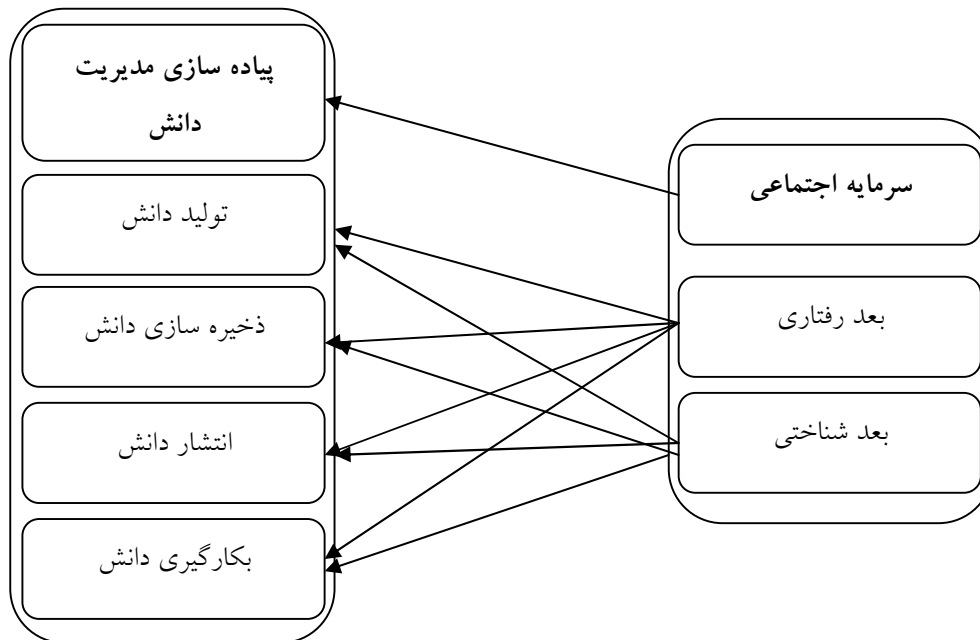 پیاده سازی مدیریت
دانش
تولید دانش
ذخیره سازی دانش
انتشار دانش
بکارگیری دانش
سرمایه اجتماعی
بعد رفتاری
بعد شناختی